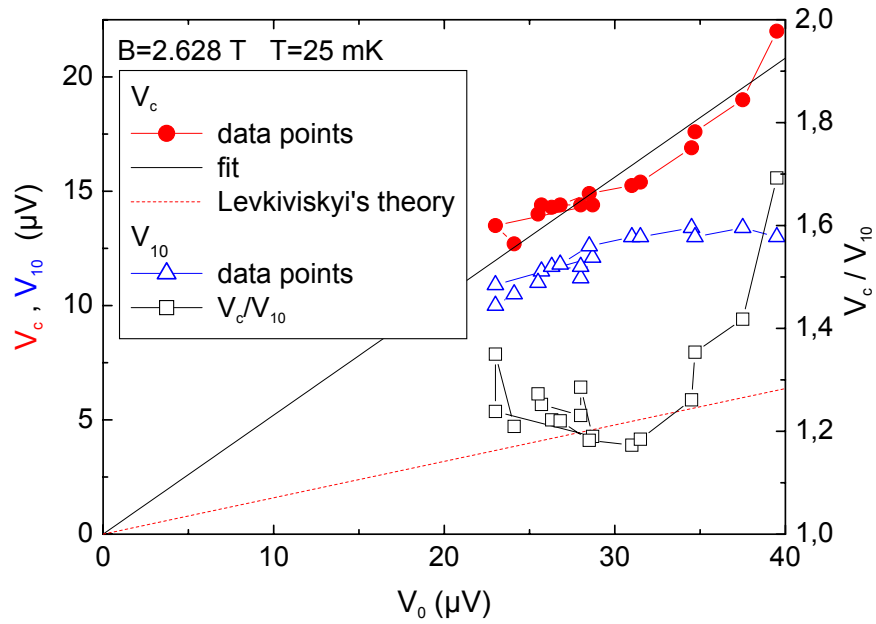 B=2.628 T T=25 mK
V_c
data points
fit
Levkiviskyi's theory
V_10
data points
V_c/V_10
V_c , V_10 (μV)
20
15
10
5
0
0
10
20
30
40
V_0 (μV)
2,0
1,8
1,6
1,4
1,2
1,0
V_c / V_10